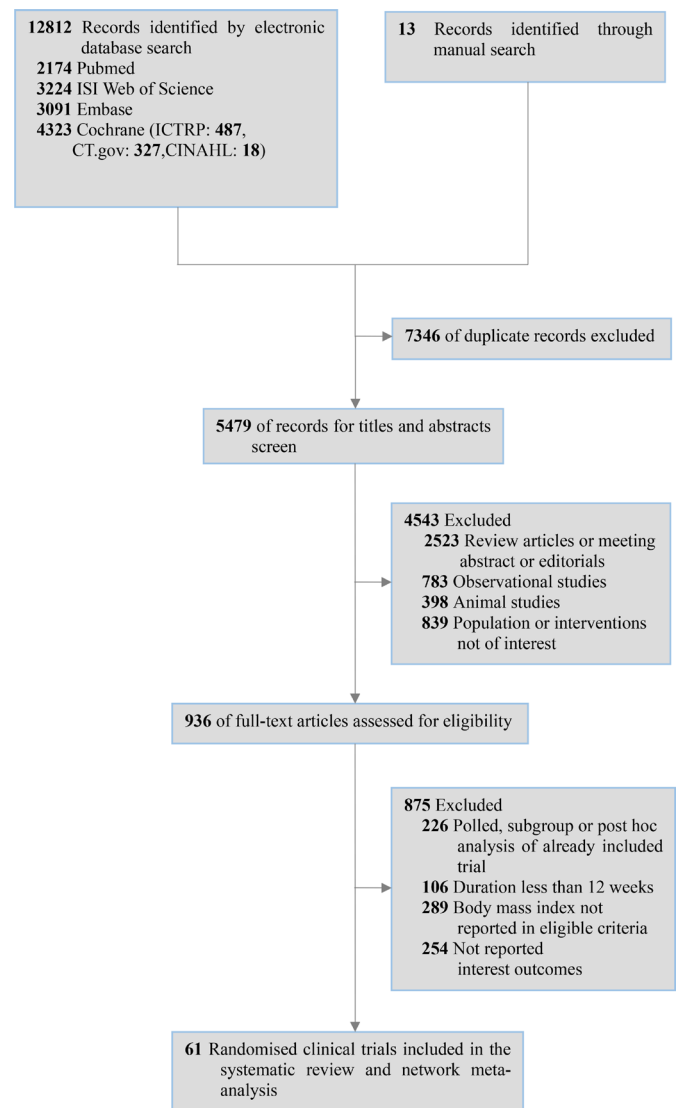 12812 Records identified by electronic
database search
2174 Pubmed
3224 ISI Web of Science
3091 Embase
4323 Cochrane (ICTRP: 487,
CT.gov: 327,CINAHL: 18)
13 Records identified through
manual search
7346 of duplicate records excluded
5479 of records for titles and abstracts
screen
4543 Excluded
2523 Review articles or meeting
abstract or editorials
783 Observational studies
398 Animal studies
839 Population or interventions
not of interest
936 of full-text articles assessed for eligibility
875 Excluded
226 Polled, subgroup or post hoc
analysis of already included
trial
106 Duration less than 12 weeks
289 Body mass index not
reported in eligible criteria
254 Not reported
interest outcomes
61 Randomised clinical trials included in the
systematic review and network meta-
analysis